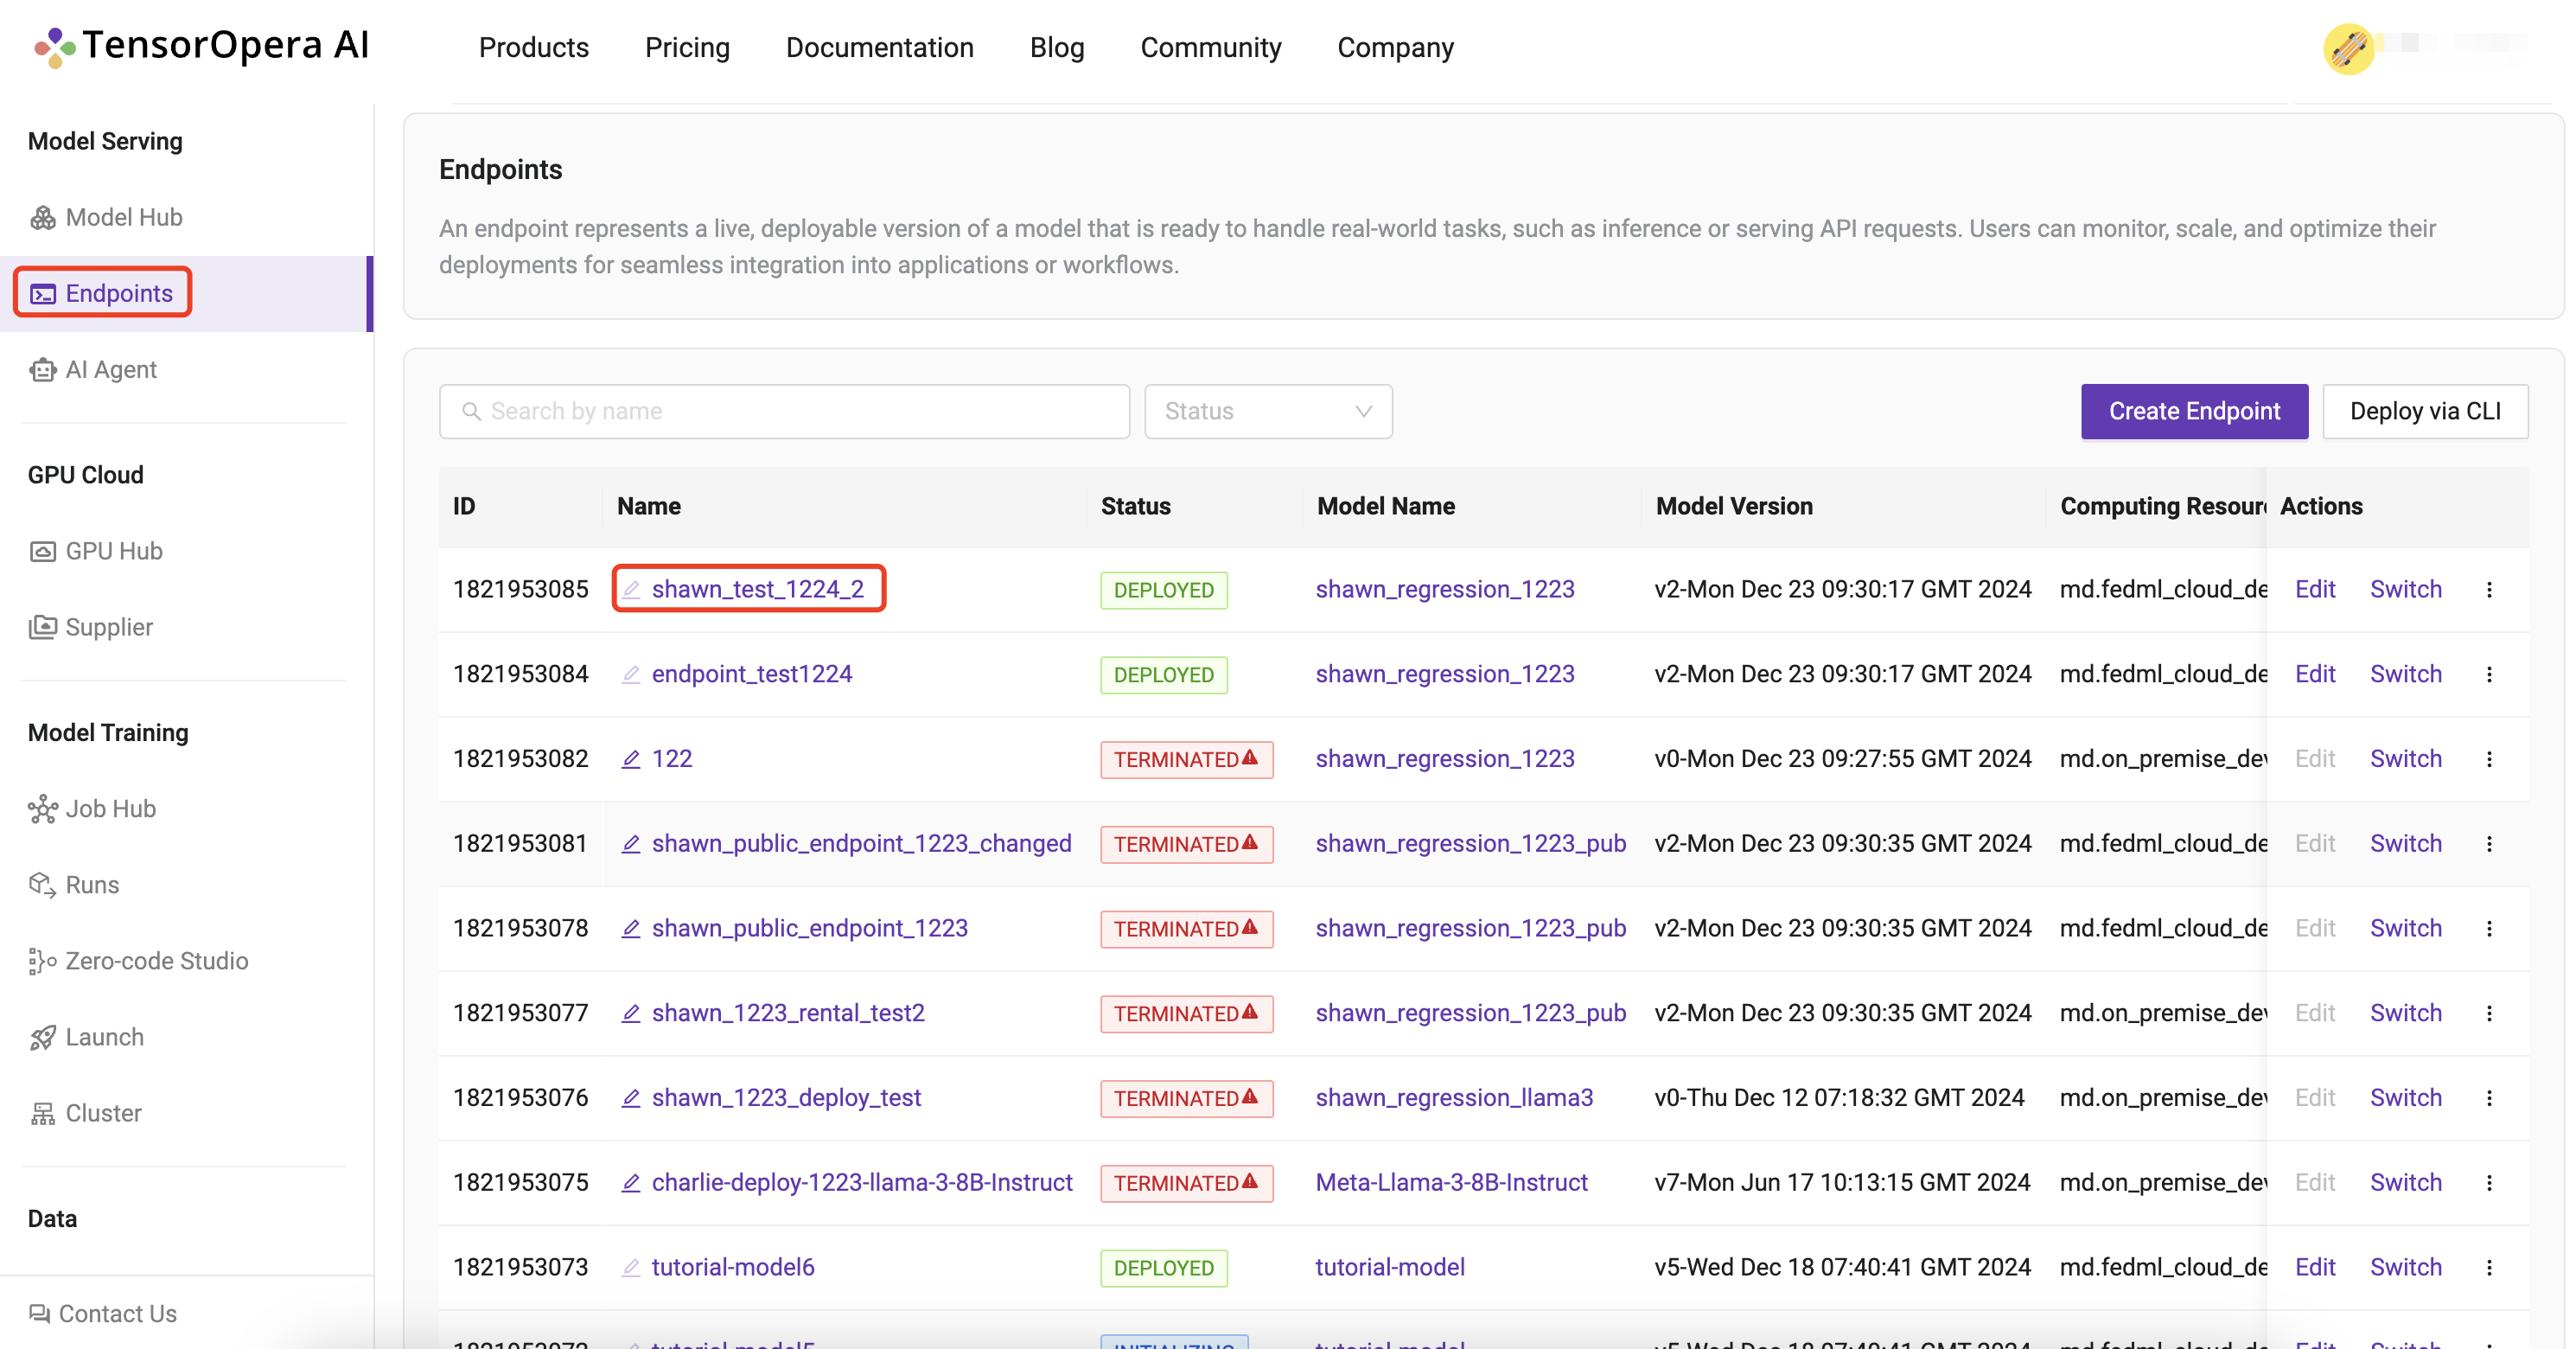 TensorOpera AI
Products Pricing Documentation Blog Community Company
Model Serving
Model Hub
Endpoints
AI Agent
GPU Cloud
GPU Hub
Supplier
Model Training
Job Hub
Runs
Zero-code Studio
Launch
Cluster
Data
Contact Us
Endpoints
An endpoint represents a live, deployable version of a model that is ready to handle real-world tasks, such as inference or serving API requests. Users can monitor, scale, and optimize their
deployments for seamless integration into applications or workflows.
Search by name Status Create Endpoint Deploy via CLI
ID Name Status Model Name Model Version Computing Resour Actions
1821953085 shawn_test_1224_2 DEPLOYED shawn_regression_1223 v2-Mon Dec 23 09:30:17 GMT 2024 md.fedml_cloud_de Edit Switch
1821953084 endpoint_test1224 DEPLOYED shawn_regression_1223 v2-Mon Dec 23 09:30:17 GMT 2024 md.fedml_cloud_de Edit Switch
1821953082 122 TERMINATED shawn_regression_1223 v0-Mon Dec 23 09:27:55 GMT 2024 md.on_premise_dev Edit Switch
1821953081 shawn_public_endpoint_1223_changed TERMINATED shawn_regression_1223_pub v2-Mon Dec 23 09:30:35 GMT 2024 md.fedml_cloud_de Edit Switch
1821953078 shawn_public_endpoint_1223 TERMINATED shawn_regression_1223_pub v2-Mon Dec 23 09:30:35 GMT 2024 md.fedml_cloud_de Edit Switch
1821953077 shawn_1223_rental_test2 TERMINATED shawn_regression_1223_pub v2-Mon Dec 23 09:30:35 GMT 2024 md.on_premise_dev Edit Switch
1821953076 shawn_1223_deploy_test TERMINATED shawn_regression_llama3 v0-Thu Dec 12 07:18:32 GMT 2024 md.on_premise_dev Edit Switch
1821953075 charlie-deploy-1223-llama-3-8B-Instruct TERMINATED Meta-Llama-3-8B-Instruct v7-Mon Jun 17 10:13:15 GMT 2024 md.on_premise_dev Edit Switch
1821953073 tutorial-model6 DEPLOYED tutorial-model v5-Wed Dec 18 07:40:41 GMT 2024 md.fedml_cloud_de Edit Switch